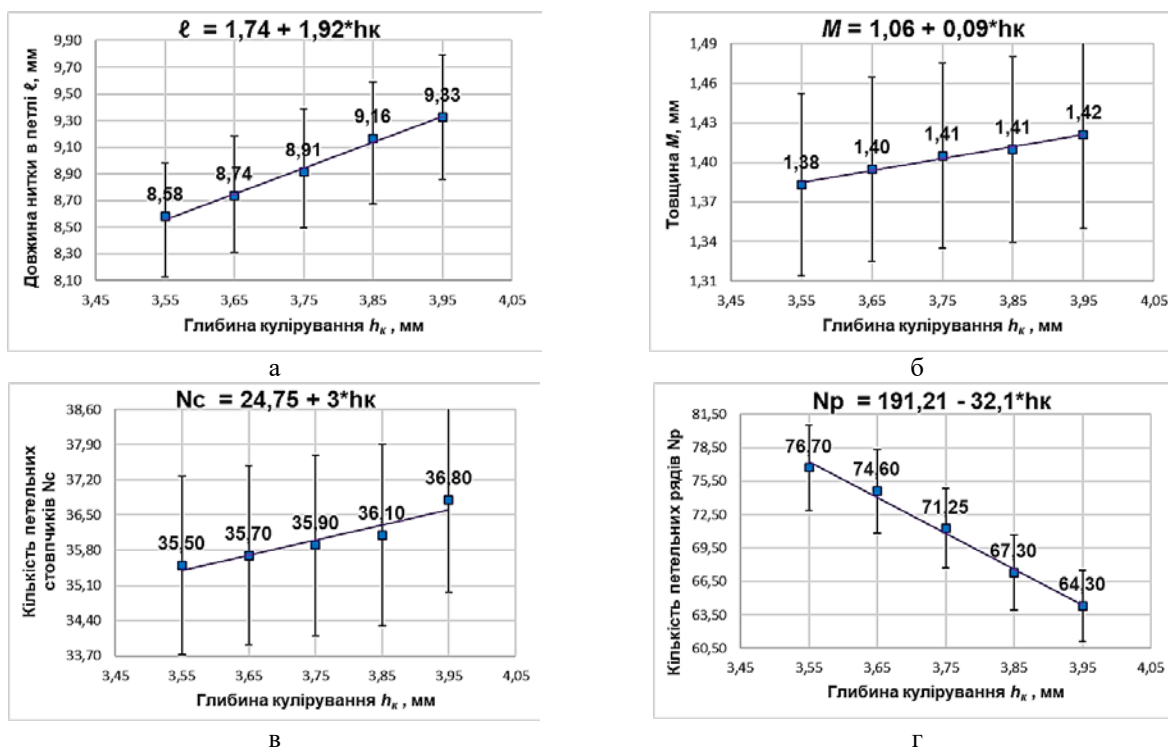 ℓ = 1,74 + 1,92*hк
Довжина нитки в петлі ℓ, мм
9,90
9,70
9,50
9,30
9,10
8,90
8,70
8,50
8,30
8,10
8,58
8,74
8,91
9,16
9,33
3,45 3,55 3,65 3,75 3,85 3,95 4,05
Глибина кулірування hк , мм
а
M = 1,06 + 0,09*hк
Товщина M, мм
1,49
1,46
1,43
1,40
1,37
1,34
1,31
1,38
1,40
1,41
1,41
1,42
3,45 3,55 3,65 3,75 3,85 3,95 4,05
Глибина кулірування hк , мм
б
Nc = 24,75 + 3*hк
Кількість петельних
стовпчиків Nc
38,60
37,90
37,20
36,50
35,80
35,10
34,40
33,70
35,50
35,70
35,90
36,10
36,80
3,45 3,55 3,65 3,75 3,85 3,95 4,05
Глибина кулірування hк , мм
в
Np = 191,21 - 32,1*hк
Кількість петельних рядів Np
81,50
78,50
75,50
72,50
69,50
66,50
63,50
60,50
76,70
74,60
71,25
67,30
64,30
3,45 3,55 3,65 3,75 3,85 3,95 4,05
Глибина кулірування hк , мм
г